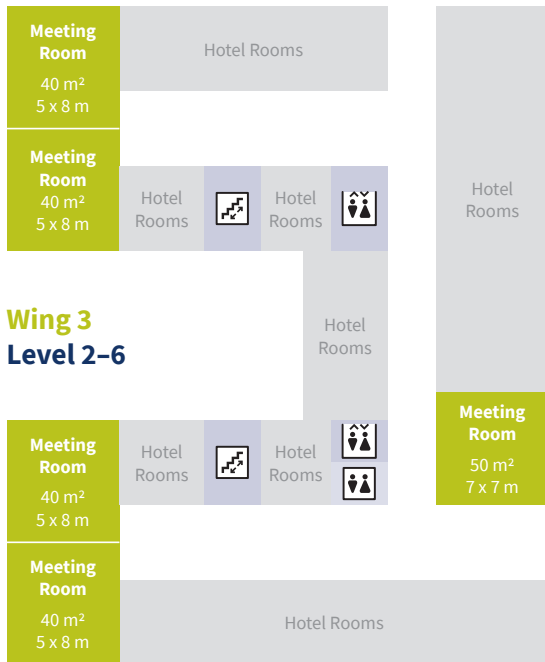 Meeting
Room
40 m²
5 x 8 m
Hotel Rooms
Meeting
Room
40 m²
5 x 8 m
Hotel
Rooms
Hotel
Rooms
Hotel
Rooms
Wing 3
Level 2–6
Hotel
Rooms
Meeting
Room
50 m²
7 x 7 m
Meeting
Room
40 m²
5 x 8 m
Hotel
Rooms
Hotel
Rooms
Meeting
Room
40 m²
5 x 8 m
Hotel Rooms